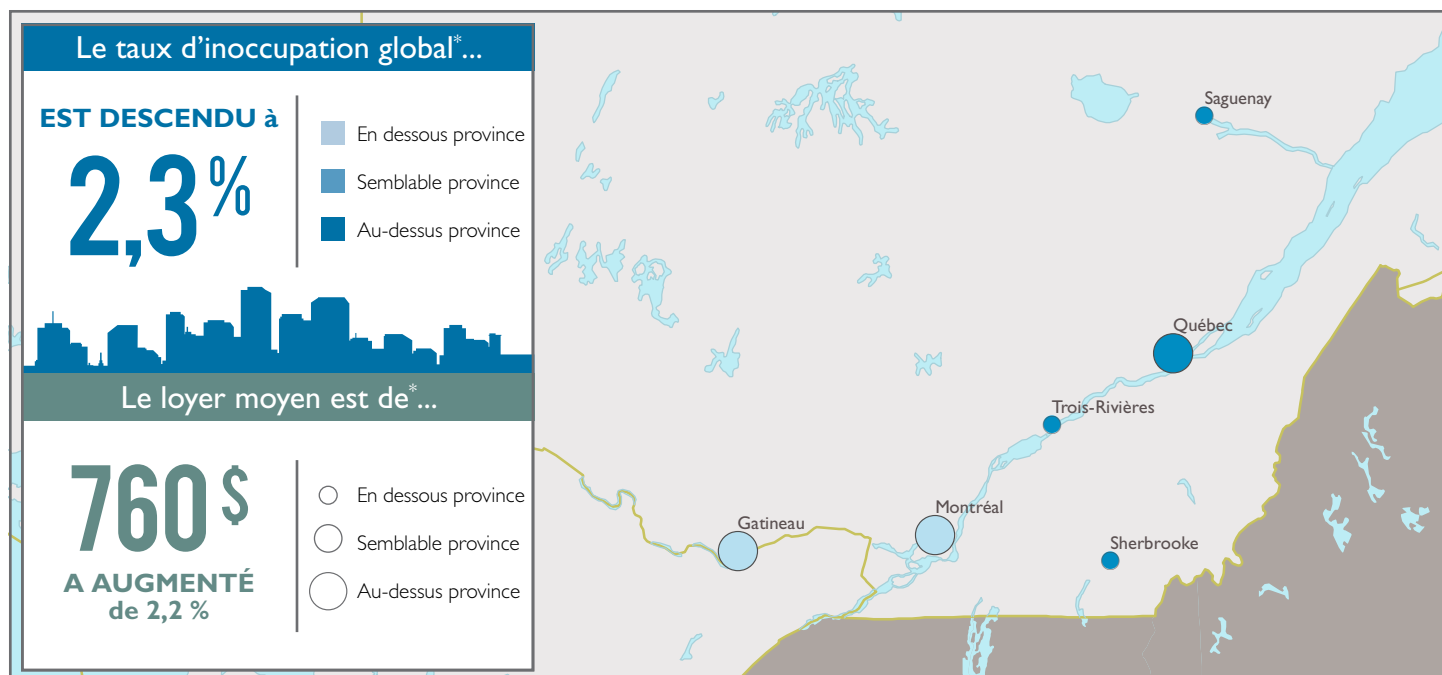 Le taux d'inoccupation global*...
EST DESCENDU à
2,3 %
En dessous province
Semblable province
Au-dessus province
Le loyer moyen est de*...
760 $
A AUGMENTÉ
de 2,2 %
En dessous province
Semblable province
Au-dessus province
Saguenay
Québec
Trois-Rivières
Montréal
Gatineau
Sherbrooke